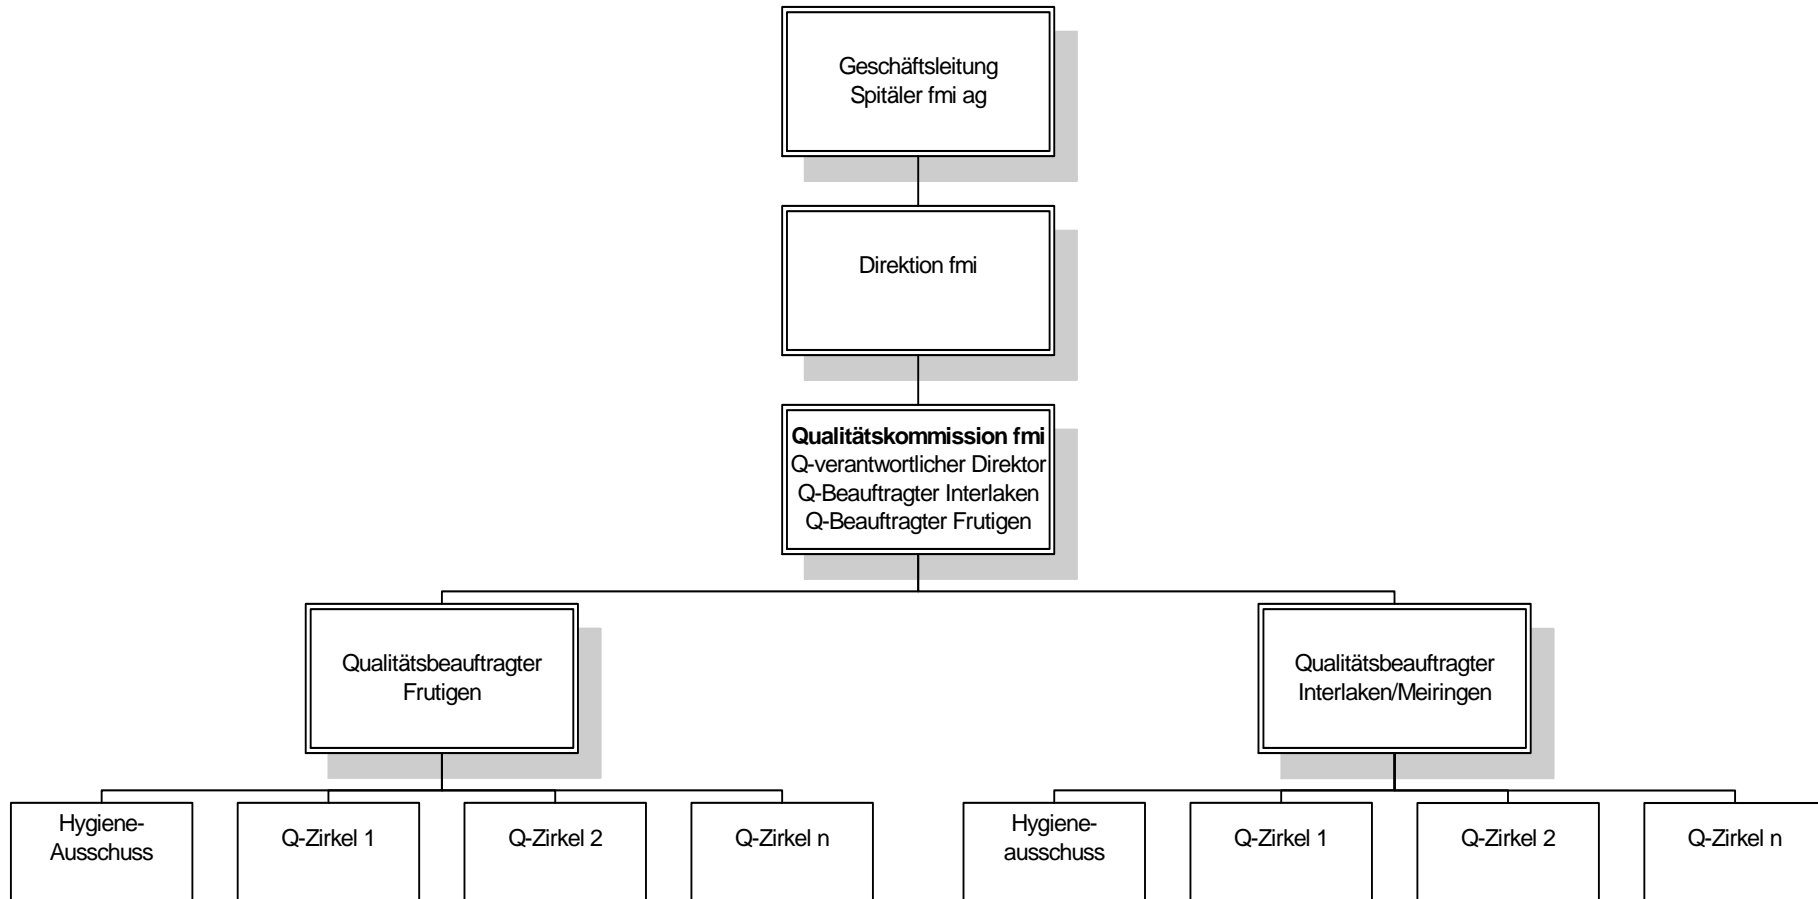 Geschäftsleitung
Spitäler fmi ag
Direktion fmi
Qualitätskommission fmi
Q-verantwortlicher Direktor
Q-Beauftragter Interlaken
Q-Beauftragter Frutigen
Qualitätsbeauftragter
Frutigen
Qualitätsbeauftragter
Interlaken/Meiringen
Hygiene-
Ausschuss
Q-Zirkel 1
Q-Zirkel 2
Q-Zirkel n
Hygiene-
ausschuss
Q-Zirkel 1
Q-Zirkel 2
Q-Zirkel n